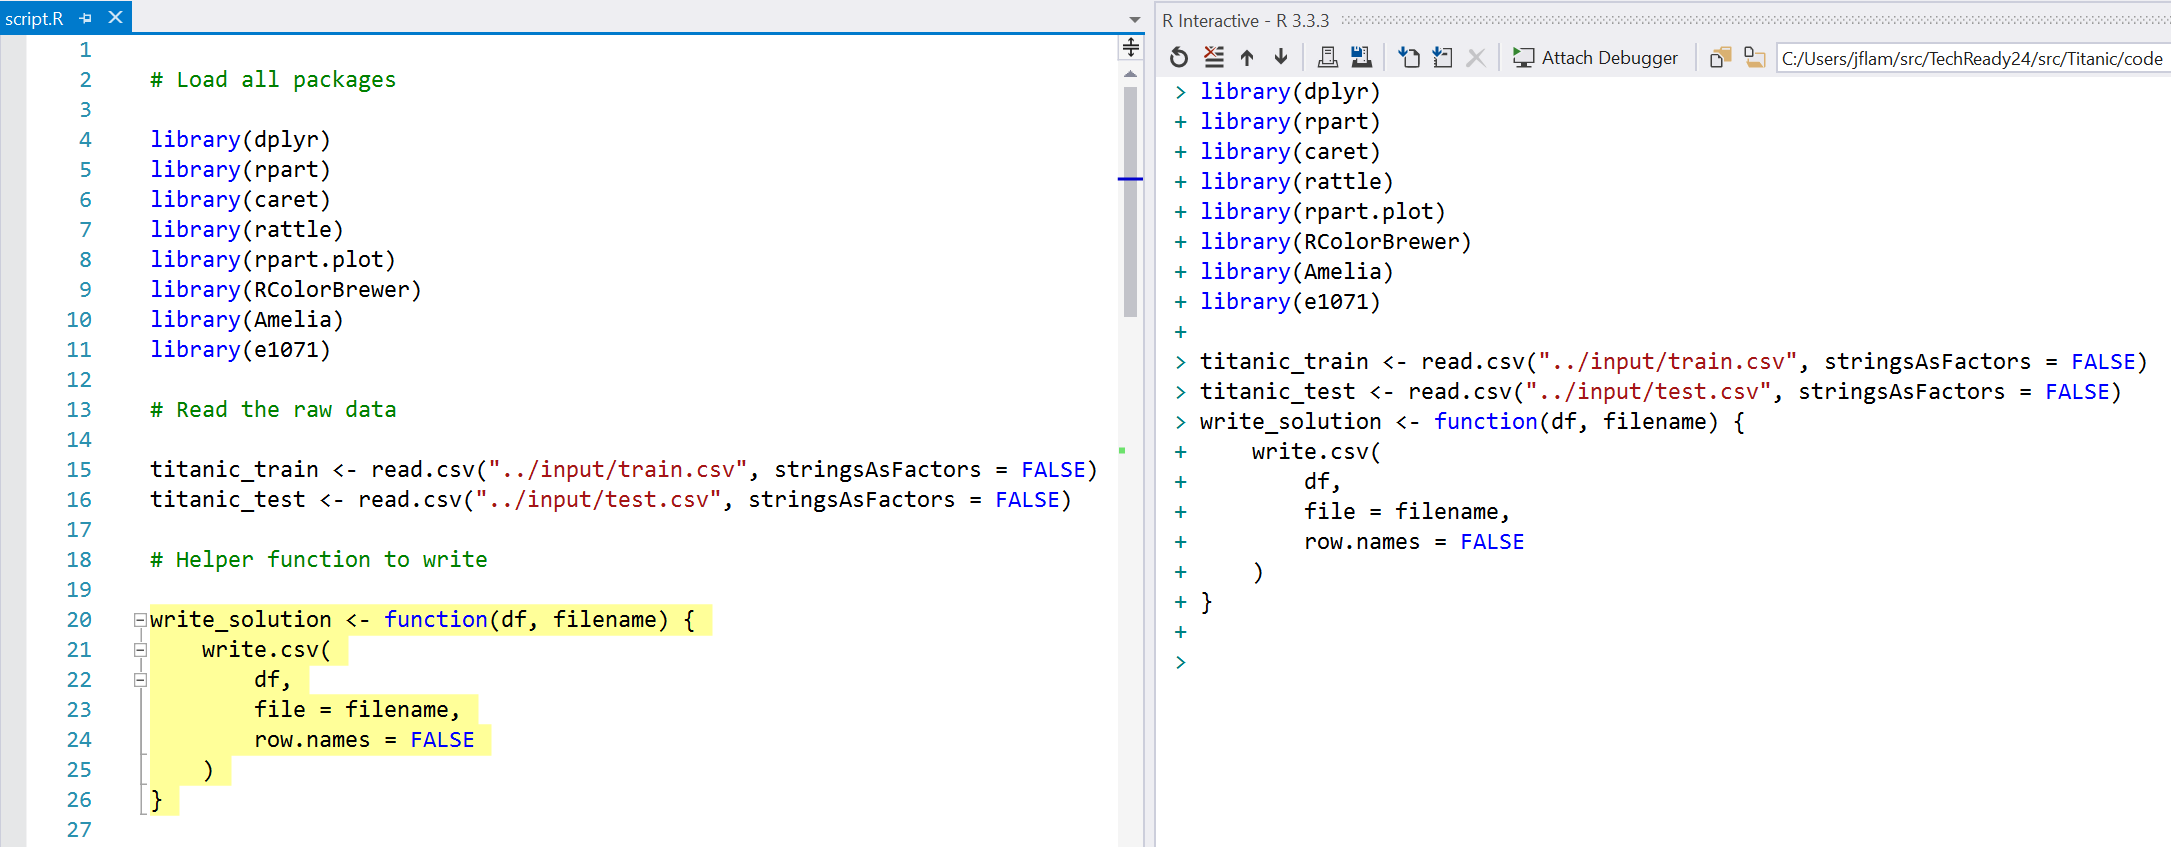 script.R
1
2 # Load all packages
3
4 library(dplyr)
5 library(rpart)
6 library(caret)
7 library(rattle)
8 library(rpart.plot)
9 library(RColorBrewer)
10 library(Amelia)
11 library(e1071)
12
13 # Read the raw data
14
15 titanic_train <- read.csv("../input/train.csv", stringsAsFactors = FALSE)
16 titanic_test <- read.csv("../input/test.csv", stringsAsFactors = FALSE)
17
18 # Helper function to write
19
20 write_solution <- function(df, filename) {
21     write.csv(
22         df,
23         file = filename,
24         row.names = FALSE
25     )
26 }
27
R Interactive - R 3.3.3
Attach Debugger C:/Users/jflam/src/TechReady24/src/Titanic/code
> library(dplyr)
+ library(rpart)
+ library(caret)
+ library(rattle)
+ library(rpart.plot)
+ library(RColorBrewer)
+ library(Amelia)
+ library(e1071)
+
> titanic_train <- read.csv("../input/train.csv", stringsAsFactors = FALSE)
> titanic_test <- read.csv("../input/test.csv", stringsAsFactors = FALSE)
> write_solution <- function(df, filename) {
+     write.csv(
+         df,
+         file = filename,
+         row.names = FALSE
+     )
+ }
+
>